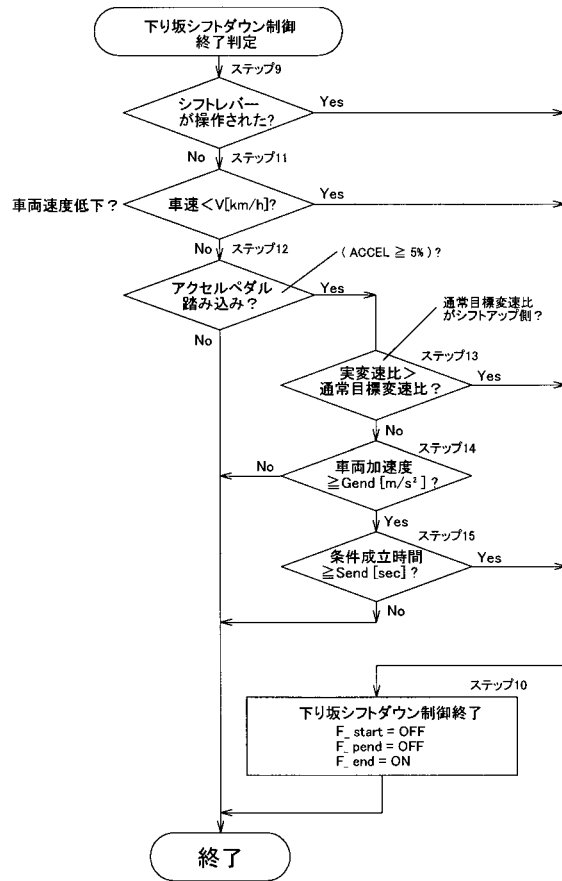 下り坂シフトダウン制御
終了判定
ステップ9
シフトレバー
が操作された?
Yes
No
ステップ11
車両速度低下？
車速＜V[km/h]?
Yes
No
ステップ12
（ACCEL ≧ 5%）？
アクセルペダル
踏み込み？
Yes
No
通常目標変速比
がシフトアップ側？
ステップ13
実変速比＞
通常目標変速比？
Yes
No
ステップ14
車両加速度
≧Gend [m/s²]？
No
Yes
ステップ15
条件成立時間
≧Send [sec]？
Yes
No
ステップ10
下り坂シフトダウン制御終了
F_ start = OFF
F_ pend = OFF
F_ end = ON
終了